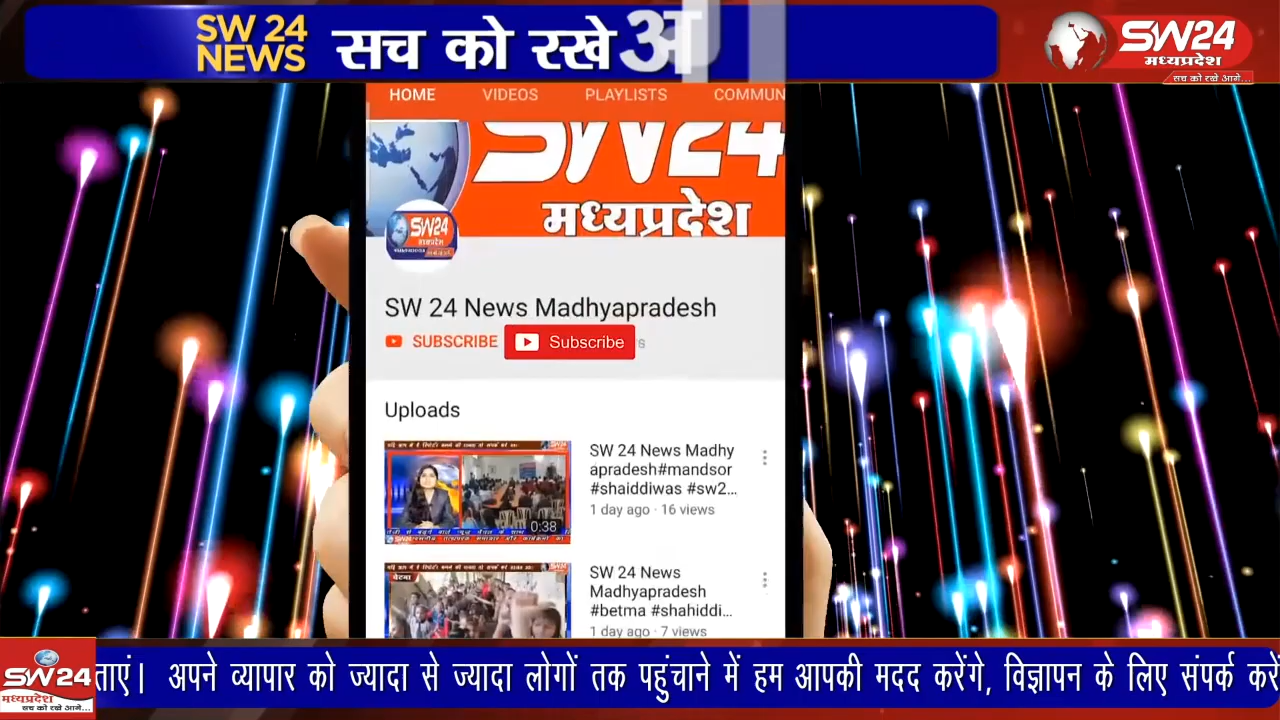 SW 24
NEWS
सच को रखे
SW24
मध्यप्रदेश
सच को रखे आगे...
HOME VIDEOS PLAYLISTS COMMUN
SW24
मध्यप्रदेश
SW24
SW 24 News Madhyapradesh
SUBSCRIBE Subscribe s
Uploads
SW 24 News Madhy
apradesh#mandsor
#shaiddiwas #sw2...
1 day ago · 16 views
0:38
SW 24 News
Madhyapradesh
#betma #shahiddi...
1 day ago · 7 views
बेटमा
SW24
मध्यप्रदेश
सच को रखे आगे...
ताएं। अपने व्यापार को ज्यादा से ज्यादा लोगों तक पहुंचाने में हम आपकी मदद करेंगे, विज्ञापन के लिए संपर्क करें